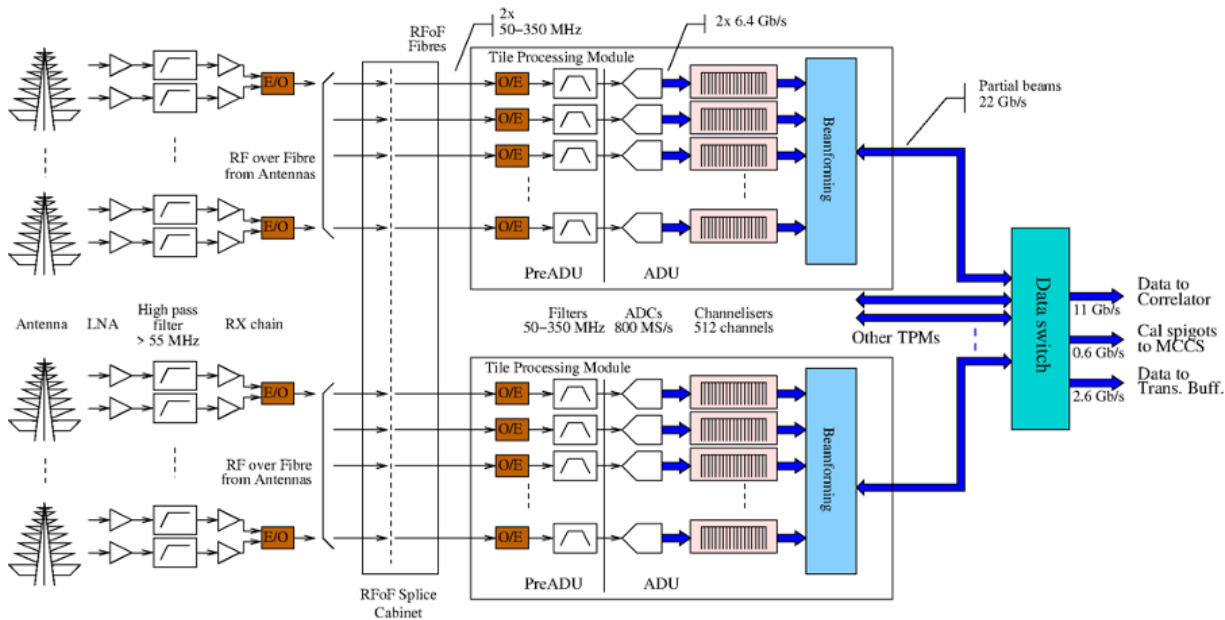 2x
50–350 MHz
2x 6.4 Gb/s
RFoF
Fibres
Tile Processing Module
E/O
O/E
O/E
O/E
RF over Fibre
from Antennas
E/O
O/E
Beamforming
Partial beams
22 Gb/s
PreADU
ADU
Antenna
LNA
High pass
filter
> 55 MHz
RX chain
Filters
50–350 MHz
ADCs
800 MS/s
Channelisers
512 channels
Other TPMs
Data switch
Data to
Correlator
11 Gb/s
Cal spigots
to MCCS
0.6 Gb/s
Data to
Trans. Buff.
2.6 Gb/s
Tile Processing Module
E/O
O/E
O/E
O/E
RF over Fibre
from Antennas
E/O
O/E
Beamforming
PreADU
ADU
RFoF Splice
Cabinet